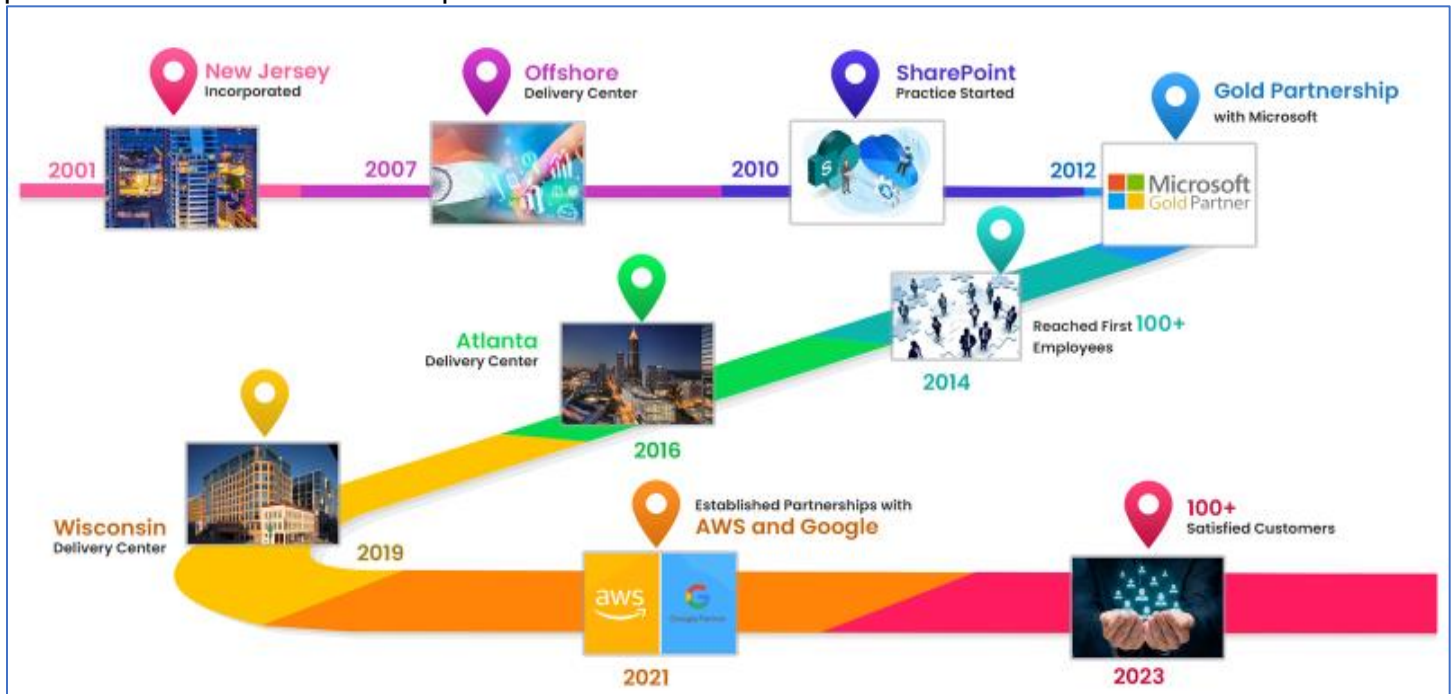 2001
New Jersey
Incorporated
2007
Offshore
Delivery Center
2010
SharePoint
Practice Started
S
2012
Gold Partnership
with Microsoft
Microsoft
Gold Partner
Reached First 100+
Employees
2014
Atlanta
Delivery Center
2016
Wisconsin
Delivery Center
2019
Established Partnerships with
AWS and Google
aws
Google Partner
2021
100+
Satisfied Customers
2023